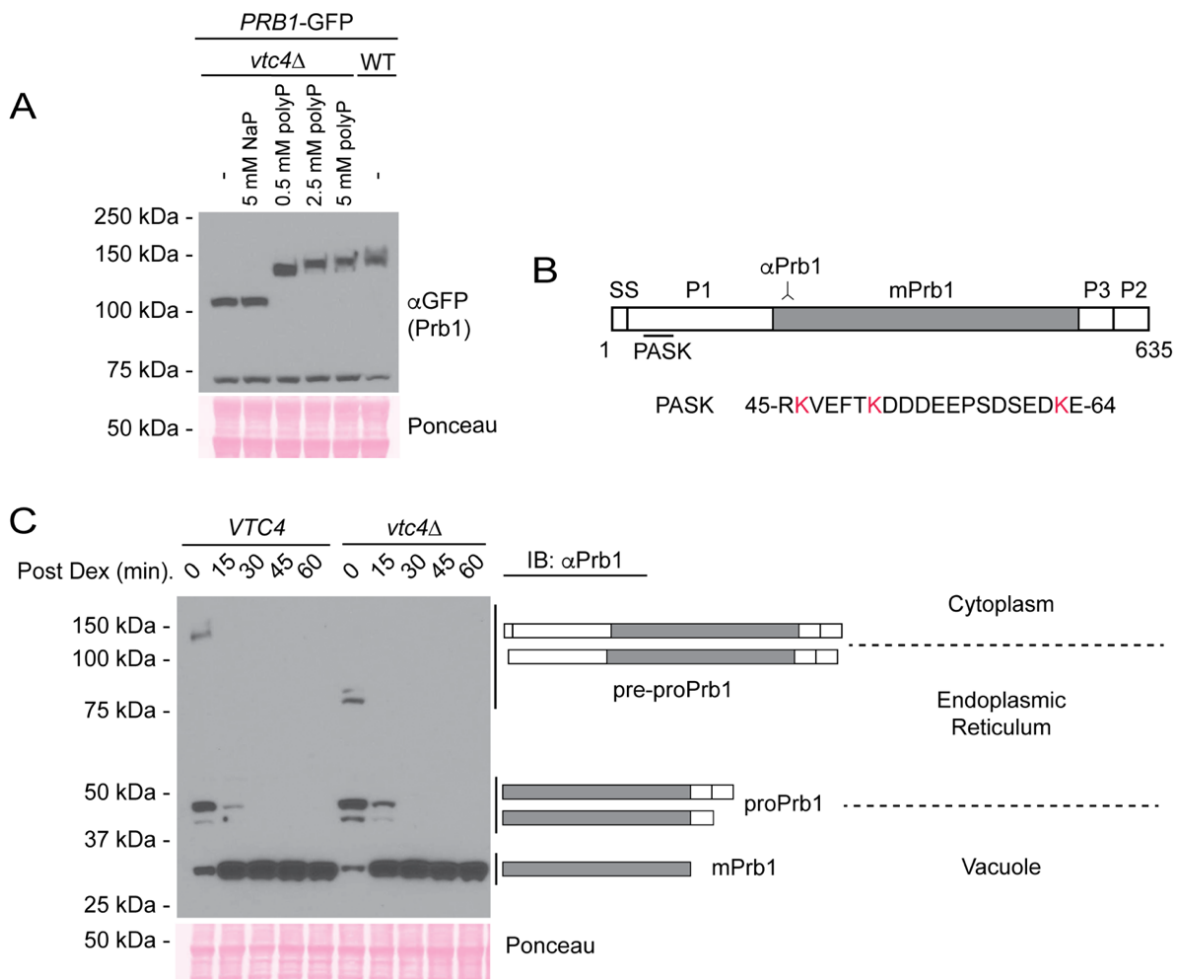 A
PRB1-GFP
vtc4Δ WT
- 5 mM NaP 0.5 mM polyP 2.5 mM polyP 5 mM polyP -
250 kDa -
150 kDa -
100 kDa -
75 kDa -
50 kDa -
αGFP
(Prb1)
Ponceau
B
αPrb1
SS P1 mPrb1 P3 P2
1 PASK 635
PASK 45-RKVEFTKDDDEEPSDSEDKE-64
C
VTC4 vtc4Δ
Post Dex (min). 0 15 30 45 60 0 15 30 45 60
IB: αPrb1
150 kDa -
100 kDa -
75 kDa -
50 kDa -
37 kDa -
25 kDa -
50 kDa -
Cytoplasm
pre-proPrb1
Endoplasmic
Reticulum
proPrb1
mPrb1
Vacuole
Ponceau